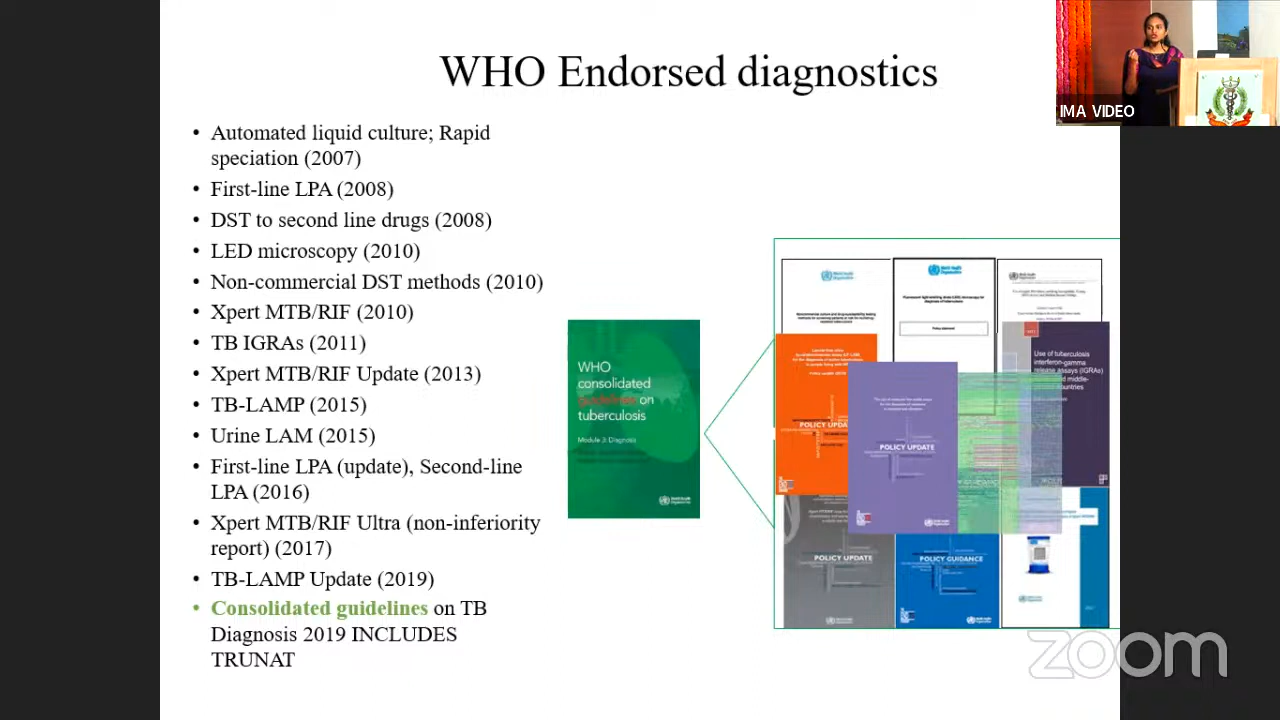 WHO Endorsed diagnostics
IMA VIDEO
• Automated liquid culture; Rapid
speciation (2007)
• First-line LPA (2008)
• DST to second line drugs (2008)
• LED microscopy (2010)
• Non-commercial DST methods (2010)
• Xpert MTB/RIF (2010)
• TB IGRAs (2011)
• Xpert MTB/RIF Update (2013)
• TB-LAMP (2015)
• Urine LAM (2015)
• First-line LPA (update), Second-line
LPA (2016)
• Xpert MTB/RIF Ultra (non-inferiority
report) (2017)
• TB-LAMP Update (2019)
• Consolidated guidelines on TB
Diagnosis 2019 INCLUDES
TRUNAT
WHO
consolidated
guidelines on
tuberculosis
Module 3: Diagnosis
World Health
Organization
Policy statement
Use of tuberculosis
interferon-gamma
release assays (IGRAs)
countries
POLICY UPDATE
POLICY UPDATE
POLICY UPDATE
POLICY GUIDANCE
zoom